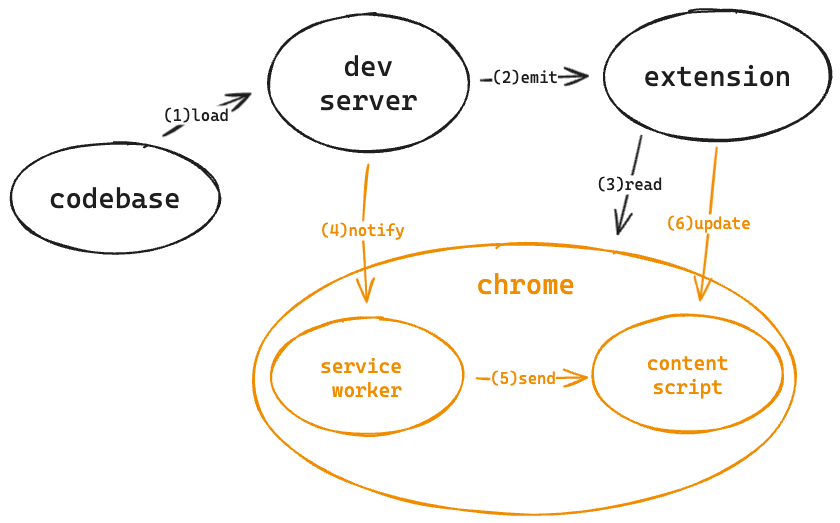 dev
server
(2)emit
extension
(1)load
codebase
(3)read
(4)notify
(6)update
chrome
service
worker
(5)send
content
script